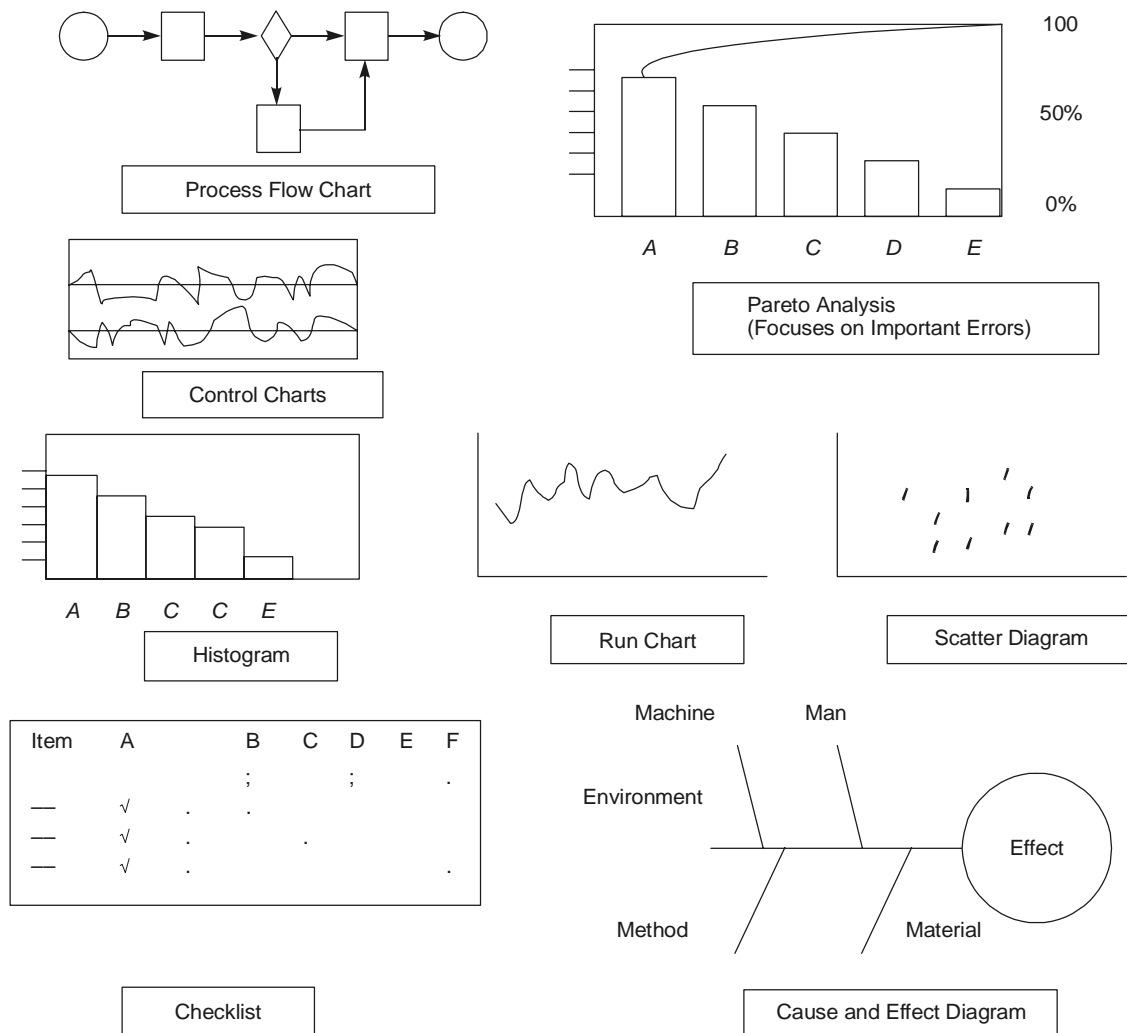 100
50%
0%
Process Flow Chart
A B C D E
Pareto Analysis
(Focuses on Important Errors)
Control Charts
A B C C E
Histogram
Run Chart
Scatter Diagram
Item A B C D E F
; ; .
— √ . .
— √ . .
— √ . .
Checklist
Machine Man
Environment
Effect
Method Material
Cause and Effect Diagram